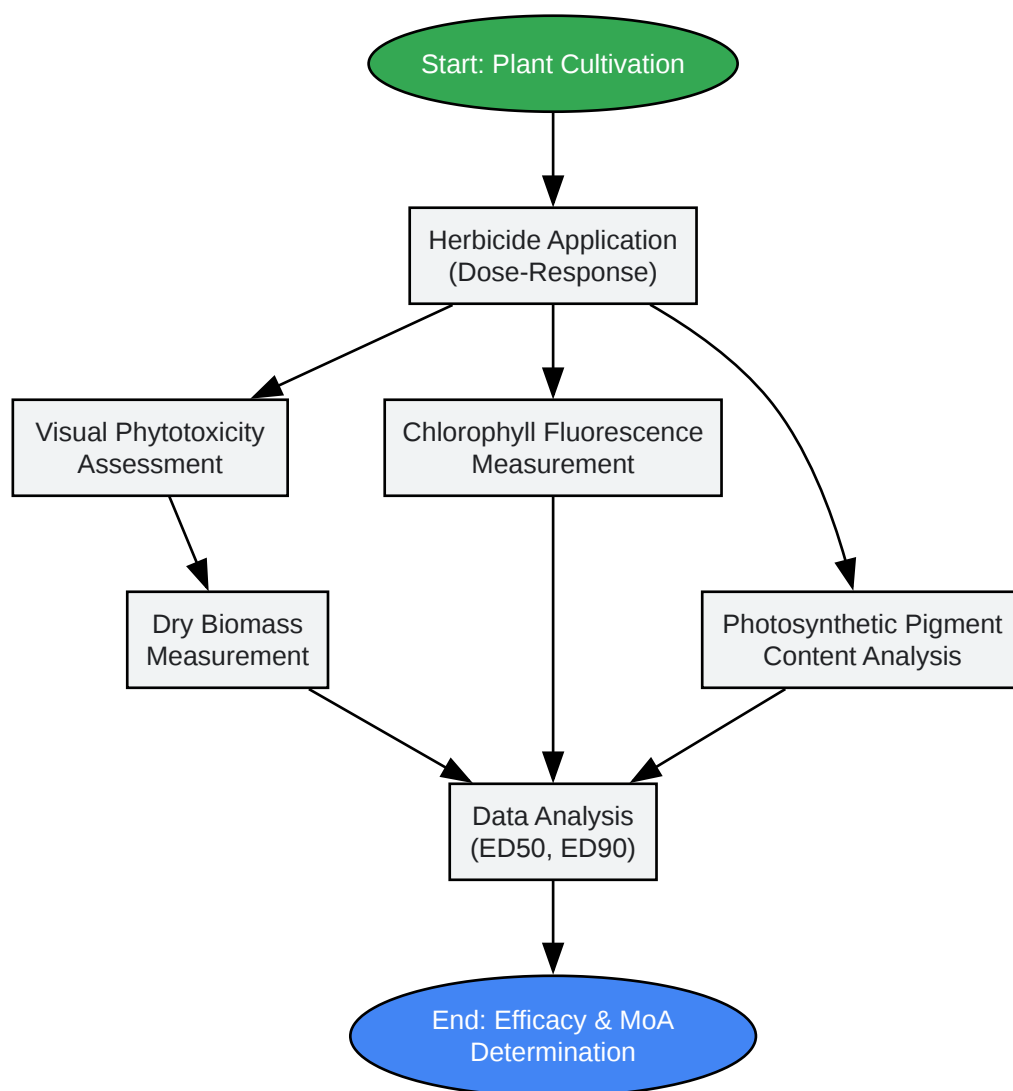 Start: Plant Cultivation
Herbicide Application
(Dose-Response)
Visual Phytotoxicity
Assessment
Chlorophyll Fluorescence
Measurement
Dry Biomass
Measurement
Photosynthetic Pigment
Content Analysis
Data Analysis
(ED50, ED90)
End: Efficacy & MoA
Determination